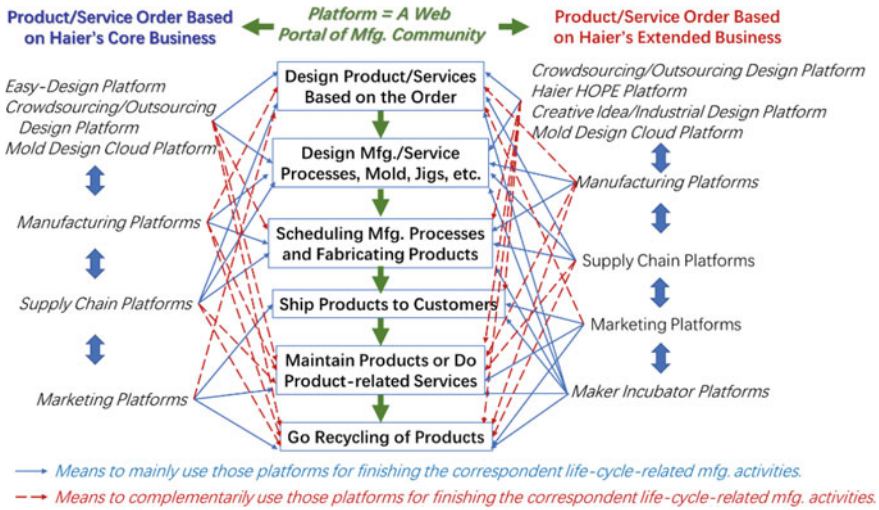 Product/Service Order Based
on Haier's Core Business
Platform = A Web
Portal of Mfg. Community
Product/Service Order Based
on Haier's Extended Business
Easy-Design Platform
Crowdsourcing/Outsourcing
Design Platform
Mold Design Cloud Platform
Manufacturing Platforms
Supply Chain Platforms
Marketing Platforms
Design Product/Services
Based on the Order
Design Mfg./Service
Processes, Mold, Jigs, etc.
Scheduling Mfg. Processes
and Fabricating Products
Ship Products to Customers
Maintain Products or Do
Product-related Services
Go Recycling of Products
Crowdsourcing/Outsourcing Design Platform
Haier HOPE Platform
Creative Idea/Industrial Design Platform
Mold Design Cloud Platform
Manufacturing Platforms
Supply Chain Platforms
Marketing Platforms
Maker Incubator Platforms
Means to mainly use those platforms for finishing the correspondent life-cycle-related mfg. activities.
Means to complementarily use those platforms for finishing the correspondent life-cycle-related mfg. activities.